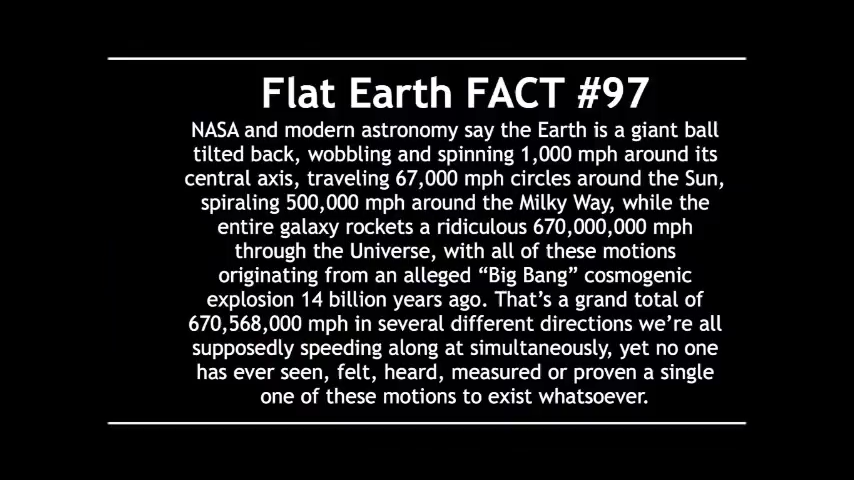 Flat Earth FACT #97
NASA and modern astronomy say the Earth is a giant ball
tilted back, wobbling and spinning 1,000 mph around its
central axis, traveling 67,000 mph circles around the Sun,
spiraling 500,000 mph around the Milky Way, while the
entire galaxy rockets a ridiculous 670,000,000 mph
through the Universe, with all of these motions
originating from an alleged “Big Bang” cosmogenic
explosion 14 billion years ago. That’s a grand total of
670,568,000 mph in several different directions we’re all
supposedly speeding along at simultaneously, yet no one
has ever seen, felt, heard, measured or proven a single
one of these motions to exist whatsoever.